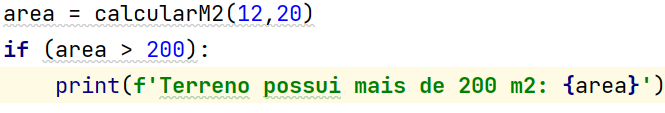 area = calcularM2(12,20)
if (area > 200):
    print(f'Terreno possui mais de 200 m2: {area}')